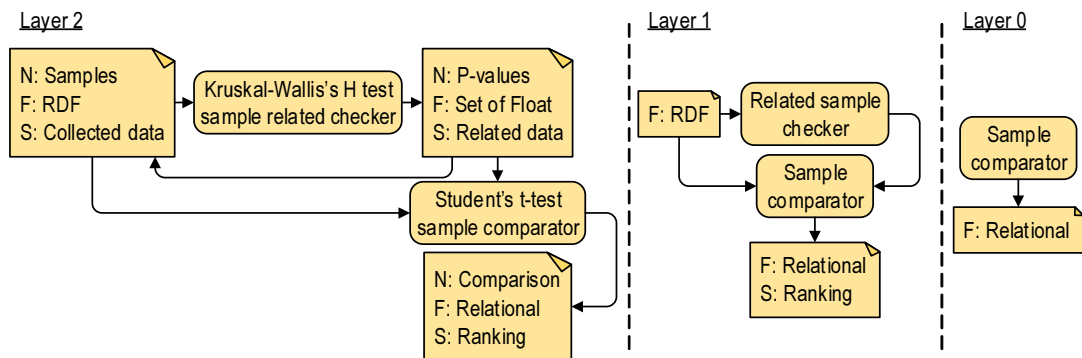 Layer 2
N: Samples
F: RDF
S: Collected data
Kruskal-Wallis's H test
sample related checker
N: P-values
F: Set of Float
S: Related data
Student's t-test
sample comparator
N: Comparison
F: Relational
S: Ranking
Layer 1
F: RDF
Related sample
checker
Sample
comparator
F: Relational
S: Ranking
Layer 0
Sample
comparator
F: Relational